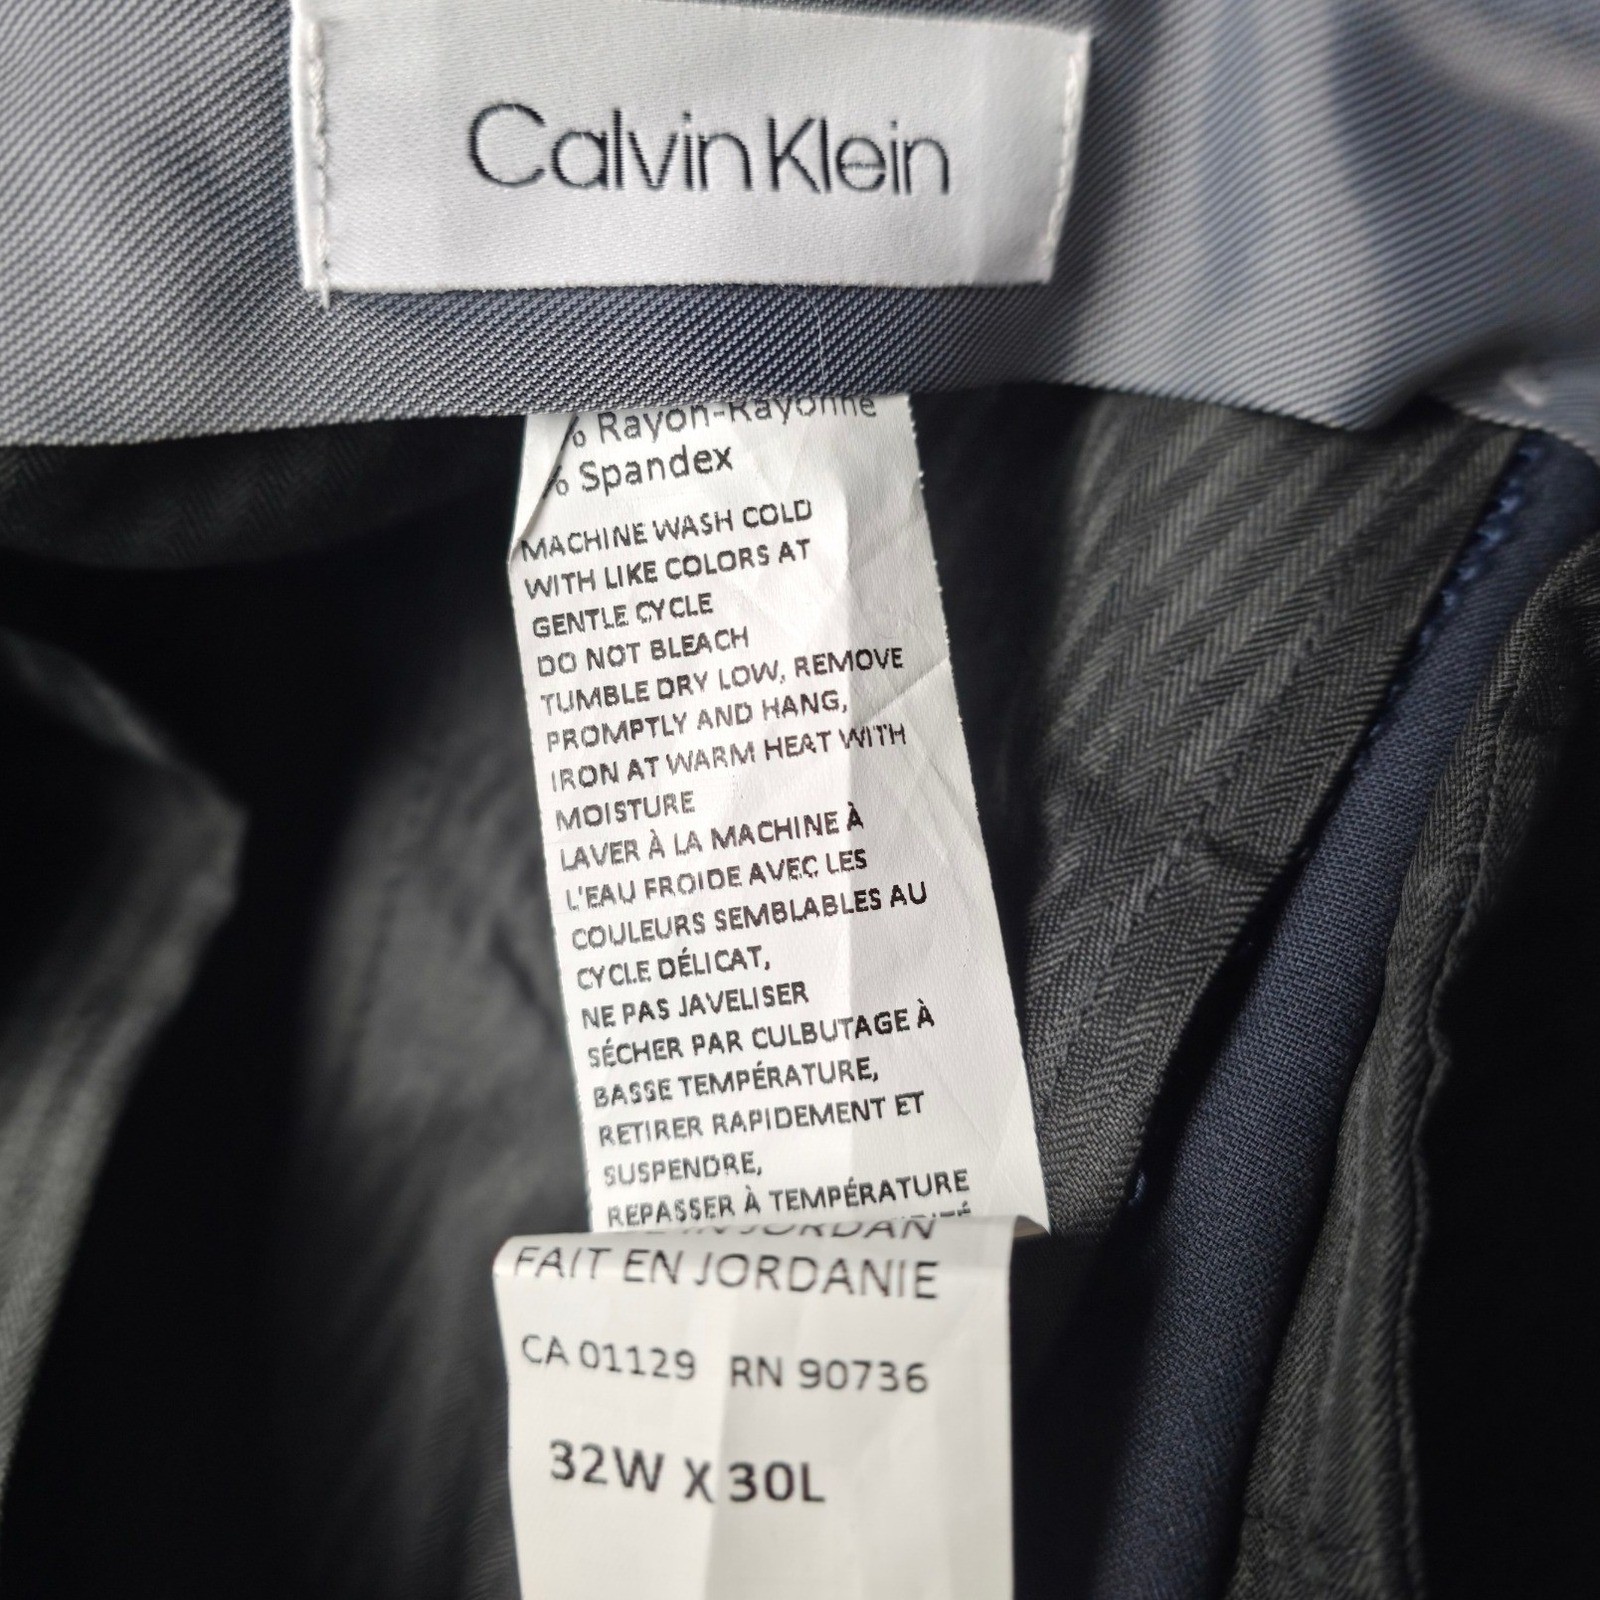 Calvin Klein
% Rayon-Rayonne
% Spandex
MACHINE WASH COLD
WITH LIKE COLORS AT
GENTLE CYCLE
DO NOT BLEACH
TUMBLE DRY LOW, REMOVE
PROMPTLY AND HANG,
IRON AT WARM HEAT WITH
MOISTURE
LAVER À LA MACHINE À
L'EAU FROIDE AVEC LES
COULEURS SEMBLABLES AU
CYCLE DÉLICAT,
NE PAS JAVELISER
SÉCHER PAR CULBUTAGE À
BASSE TEMPÉRATURE,
RETIRER RAPIDEMENT ET
SUSPENDRE,
REPASSER À TEMPÉRATURE
IN JORDAN
FAIT EN JORDANIE
CA 01129 RN 90736
32W X 30L